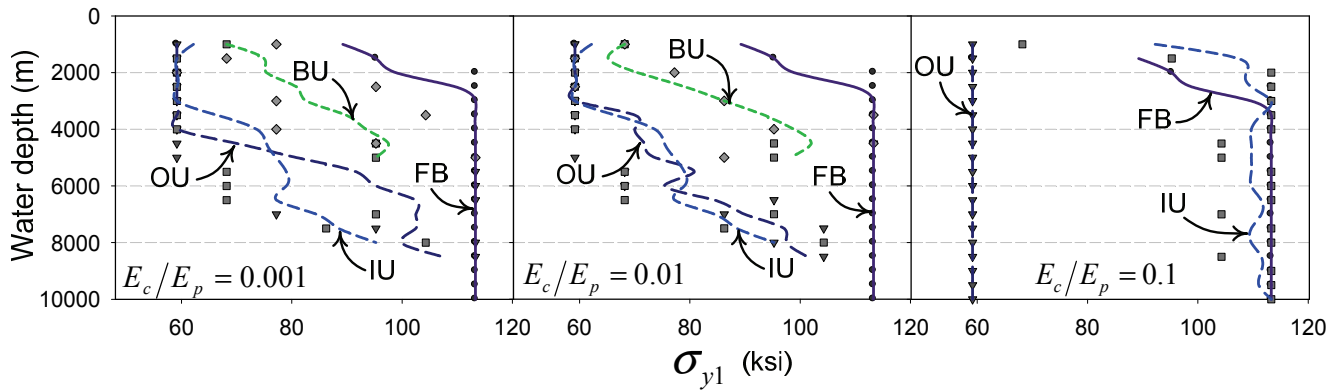 0
2000
4000
6000
8000
10000
Water depth (m)
BU
OU
FB
IU
E_c/E_p = 0.001
BU
OU
FB
IU
E_c/E_p = 0.01
OU
FB
IU
E_c/E_p = 0.1
60 80 100 120 60 80 100 120 60 80 100 120
σ_y1 (ksi)